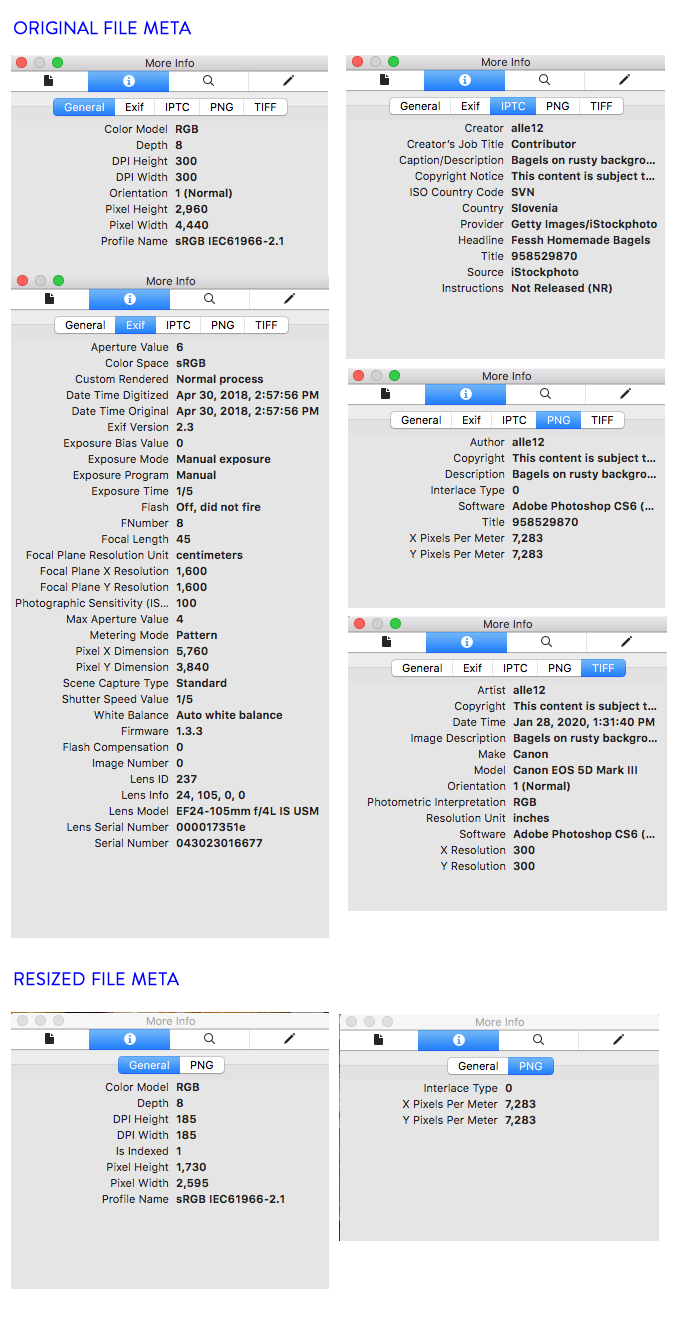 ORIGINAL FILE META
More Info
General Exif IPTC PNG TIFF
Color Model RGB
Depth 8
DPI Height 300
DPI Width 300
Orientation 1 (Normal)
Pixel Height 2,960
Pixel Width 4,440
Profile Name sRGB IEC61966-2.1
More Info
General Exif IPTC PNG TIFF
Aperture Value 6
Color Space sRGB
Custom Rendered Normal process
Date Time Digitized Apr 30, 2018, 2:57:56 PM
Date Time Original Apr 30, 2018, 2:57:56 PM
Exif Version 2.3
Exposure Bias Value 0
Exposure Mode Manual exposure
Exposure Program Manual
Exposure Time 1/5
Flash Off, did not fire
FNumber 8
Focal Length 45
Focal Plane Resolution Unit centimeters
Focal Plane X Resolution 1,600
Focal Plane Y Resolution 1,600
Photographic Sensitivity (IS... 100
Max Aperture Value 4
Metering Mode Pattern
Pixel X Dimension 5,760
Pixel Y Dimension 3,840
Scene Capture Type Standard
Shutter Speed Value 1/5
White Balance Auto white balance
Firmware 1.3.3
Flash Compensation 0
Image Number 0
Lens ID 237
Lens Info 24, 105, 0, 0
Lens Model EF24-105mm f/4L IS USM
Lens Serial Number 000017351e
Serial Number 043023016677
More Info
General Exif IPTC PNG TIFF
Creator alle12
Creator's Job Title Contributor
Caption/Description Bagels on rusty backgro...
Copyright Notice This content is subject t...
ISO Country Code SVN
Country Slovenia
Provider Getty Images/iStockphoto
Headline Fessh Homemade Bagels
Title 958529870
Source iStockphoto
Instructions Not Released (NR)
More Info
General Exif IPTC PNG TIFF
Author alle12
Copyright This content is subject t...
Description Bagels on rusty backgro...
Interlace Type 0
Software Adobe Photoshop CS6 (...
Title 958529870
X Pixels Per Meter 7,283
Y Pixels Per Meter 7,283
More Info
General Exif IPTC PNG TIFF
Artist alle12
Copyright This content is subject t...
Date Time Jan 28, 2020, 1:31:40 PM
Image Description Bagels on rusty backgro...
Make Canon
Model Canon EOS 5D Mark III
Orientation 1 (Normal)
Photometric Interpretation RGB
Resolution Unit inches
Software Adobe Photoshop CS6 (...
X Resolution 300
Y Resolution 300
RESIZED FILE META
More Info
General PNG
Color Model RGB
Depth 8
DPI Height 185
DPI Width 185
Is Indexed 1
Pixel Height 1,730
Pixel Width 2,595
Profile Name sRGB IEC61966-2.1
More Info
General PNG
Interlace Type 0
X Pixels Per Meter 7,283
Y Pixels Per Meter 7,283